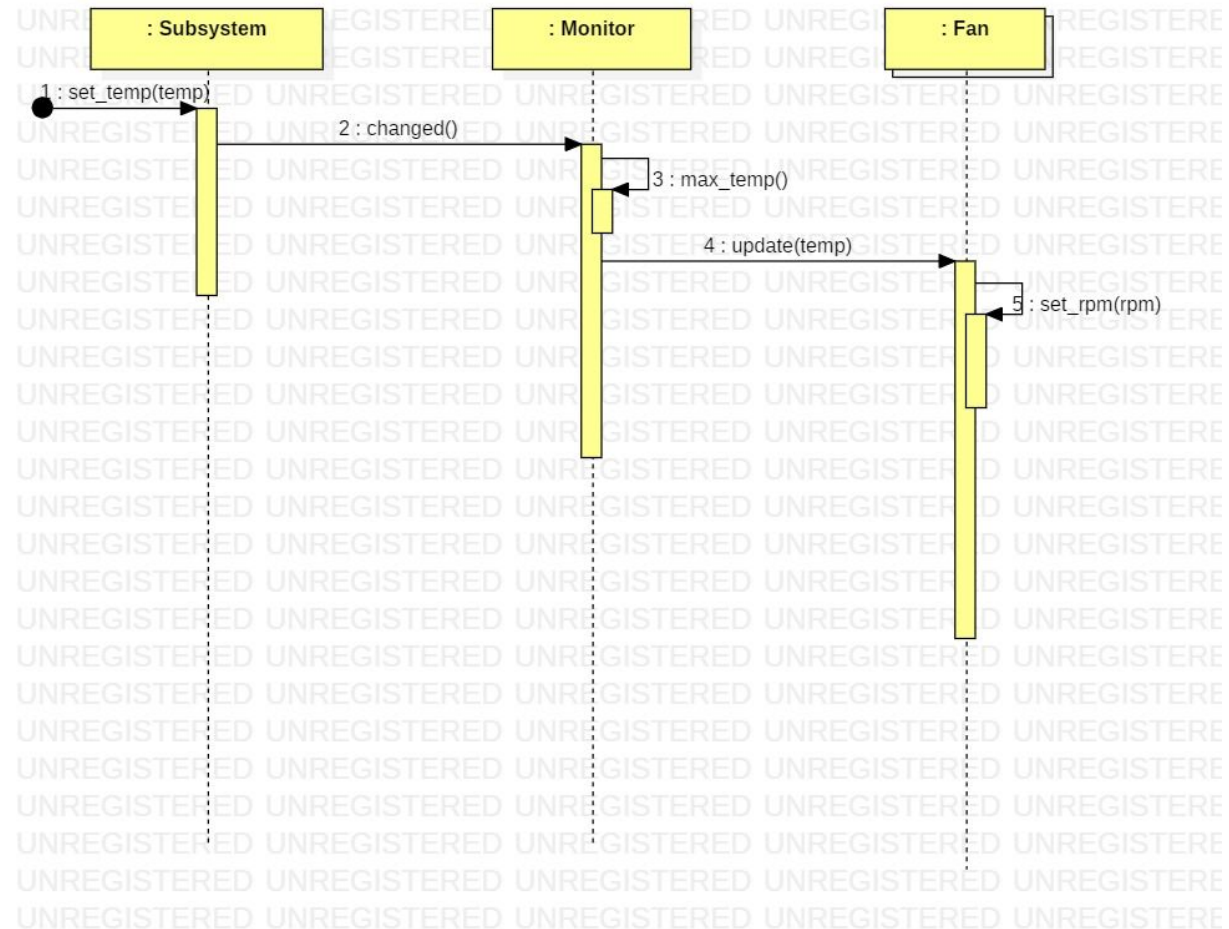 : Subsystem
: Monitor
: Fan
1 : set_temp(temp)
2 : changed()
3 : max_temp()
4 : update(temp)
5 : set_rpm(rpm)
UNREGISTERED UNREGISTERED UNREGISTERED UNREGISTERED UNREGISTERE